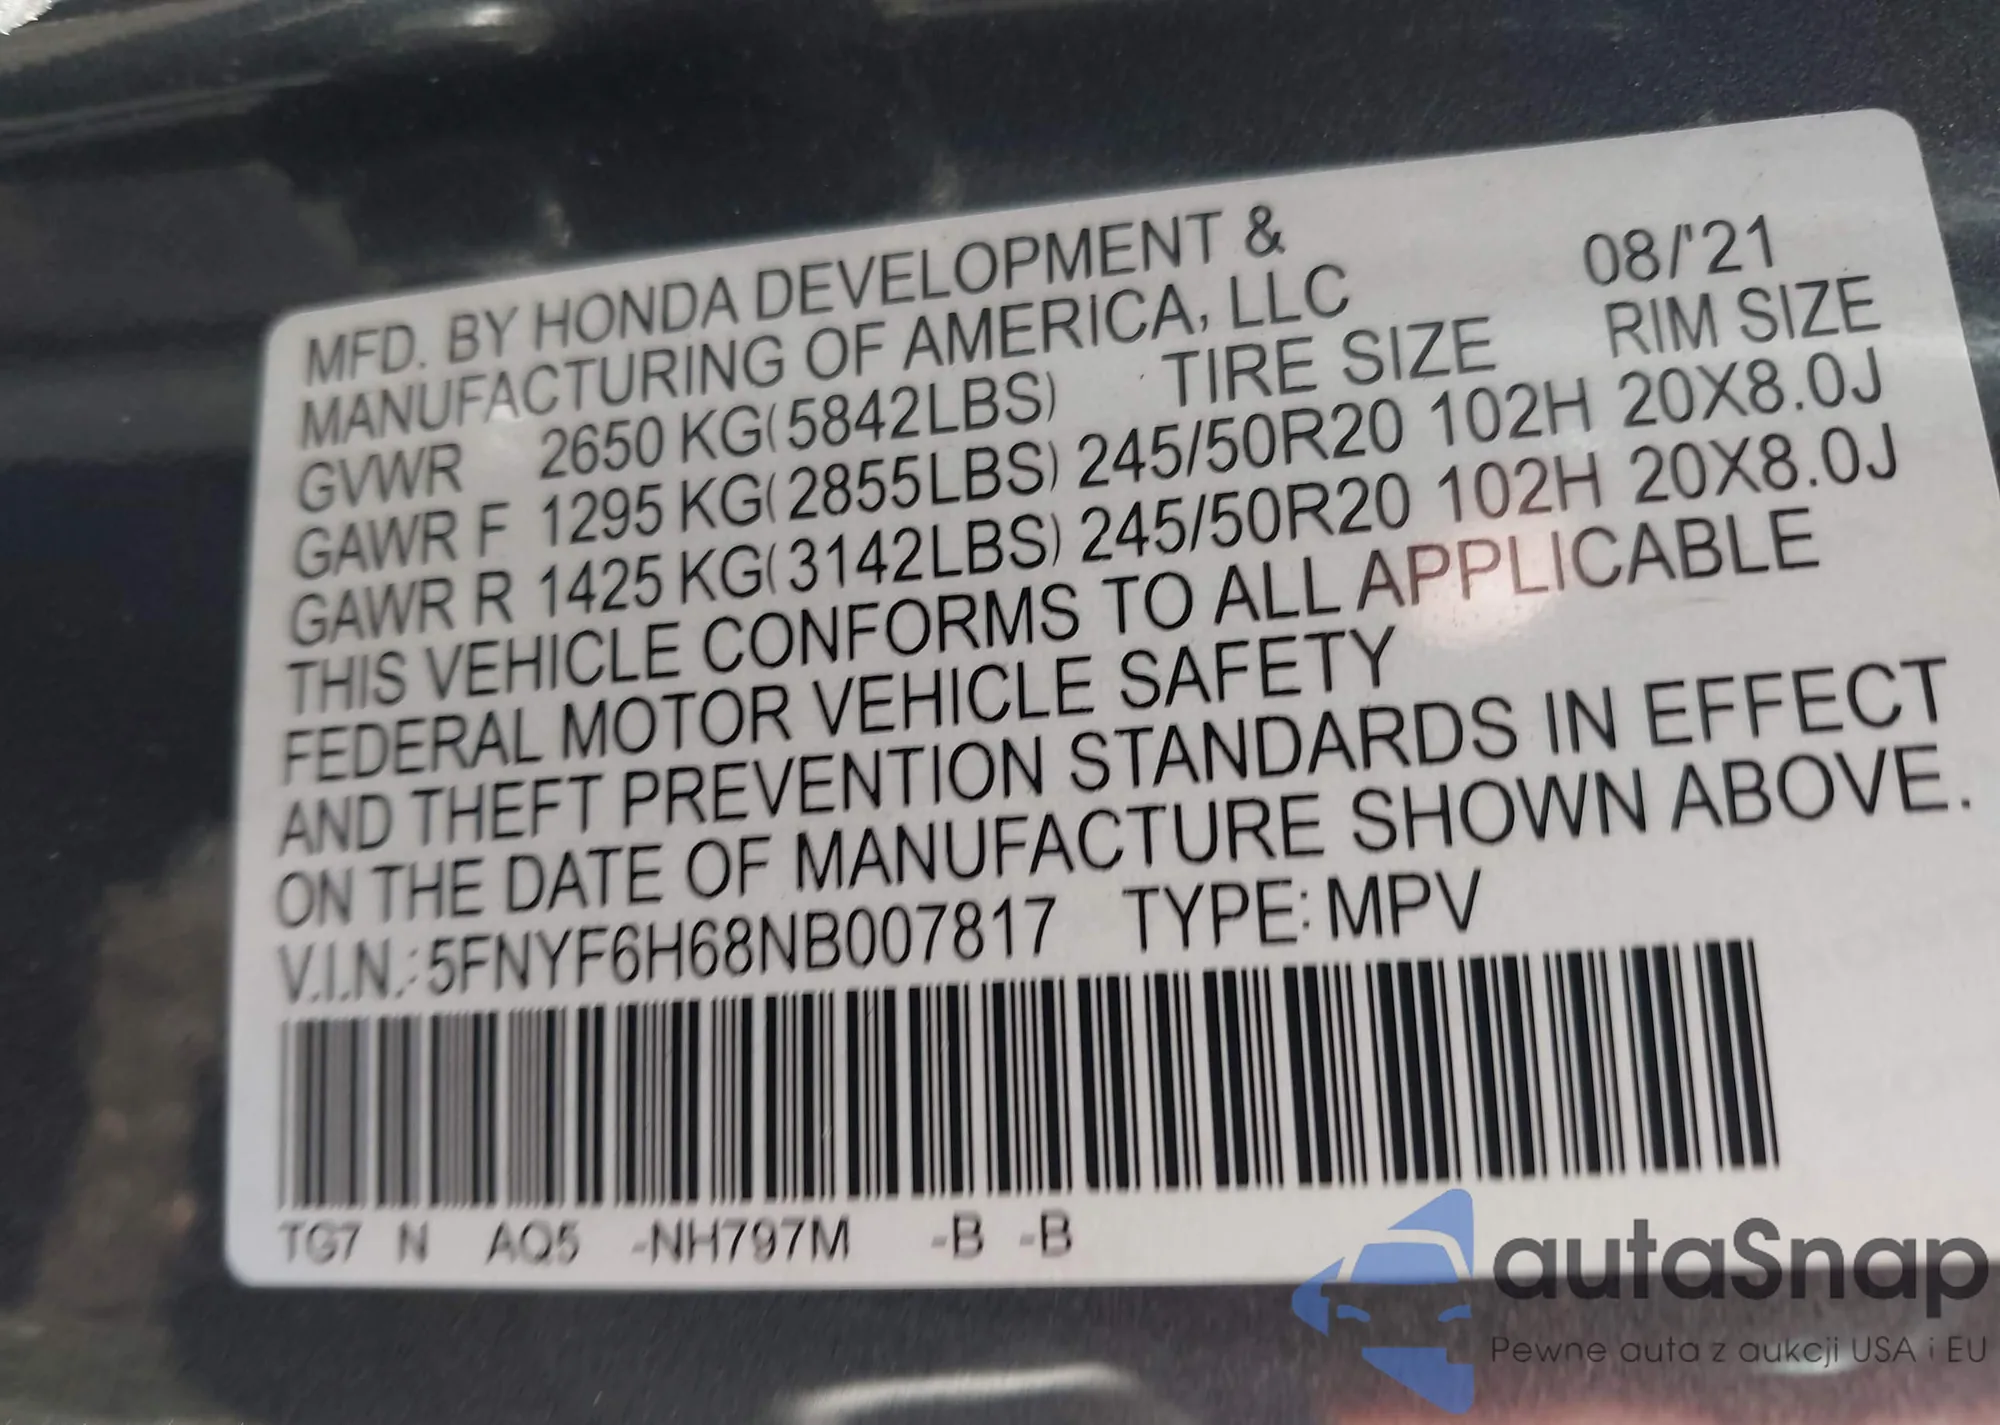 MFD. BY HONDA DEVELOPMENT &
MANUFACTURING OF AMERICA, LLC 08/'21
GVWR 2650 KG(5842LBS) TIRE SIZE RIM SIZE
GAWR F 1295 KG(2855LBS) 245/50R20 102H 20X8.0J
GAWR R 1425 KG(3142LBS) 245/50R20 102H 20X8.0J
THIS VEHICLE CONFORMS TO ALL APPLICABLE
FEDERAL MOTOR VEHICLE SAFETY
AND THEFT PREVENTION STANDARDS IN EFFECT
ON THE DATE OF MANUFACTURE SHOWN ABOVE.
V.I.N.: 5FNYF6H68NB007817 TYPE: MPV
TG7 N AQ5 -NH797M -B -B
autaSnap
Pewne auta z aukcji USA i EU